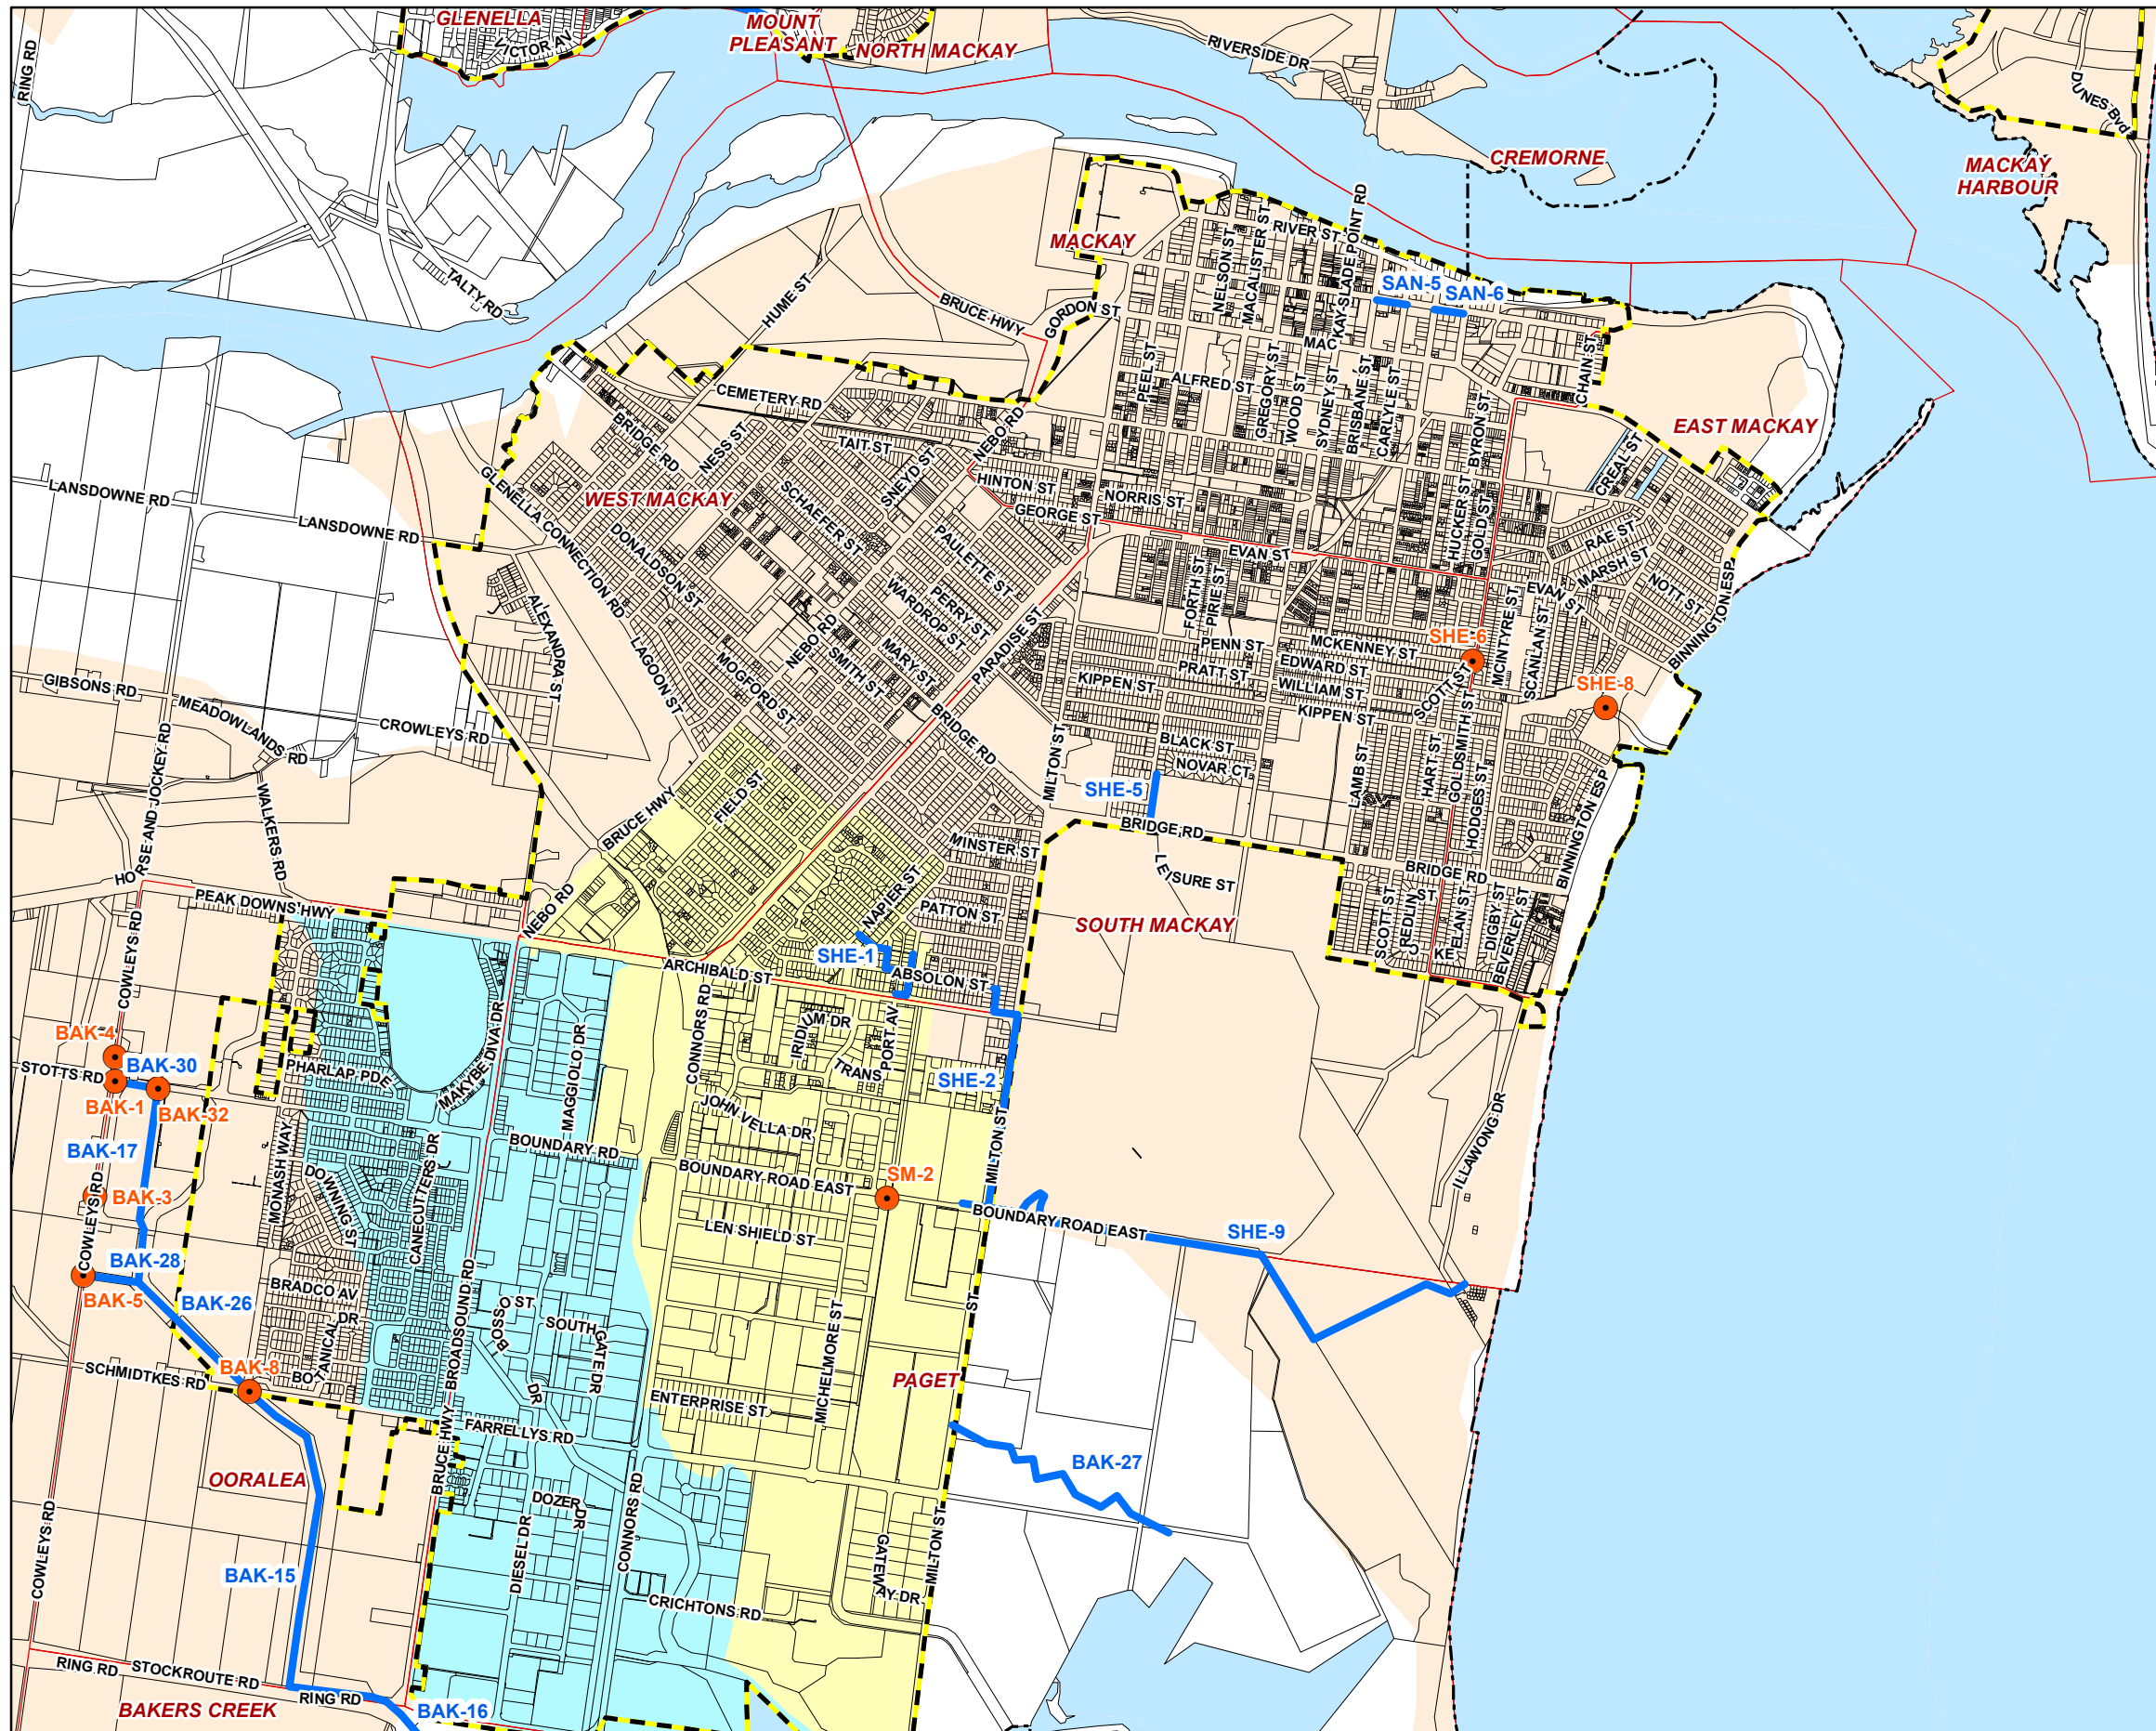 GLENELLA
VICTOR AV
MOUNT
PLEASANT
NORTH MACKAY
RIVERSIDE DR
RING RD
DUNES Bvd
CREMORNE
MACKAY
HARBOUR
MACKAY
RIVER ST
NELSON ST
MACALISTER ST
MAC
KAY-SLADE POINT RD
SAN-5
SAN-6
TALTY RD
HUME ST
BRUCE HWY
GORDON ST
PEEL ST
ALFRED ST
GREGORY ST
WOOD ST
SYDNEY ST
BRISBANE ST
CARLYLE ST
BYRON ST
CHAIN ST
EAST MACKAY
CEMETERY RD
BRIDGE RD
NESS ST
TAIT ST
SNEYD ST
NEBO RD
HINTON ST
NORRIS ST
GEORGE ST
WEST MACKAY
SCHAEFER ST
LANSDOWNE RD
LANSDOWNE RD
GLENELLA CONNECTION RD
DONALDSON ST
PAULETTE ST
PERRY ST
WARDROP ST
EVAN ST
FORTH ST
PIRIE ST
HUCKER ST
GOLD ST
CREAL ST
RAE ST
MARSH ST
NOTT ST
EVAN ST
BINNINGTON ESP
MCINTYRE ST
SCANLAN ST
ALEXANDRA ST
LAGOON ST
MOGFORD ST
NEBO RD
SMITH ST
MARY ST
PARADISE ST
PENN ST
MCKENNEY ST
SHE-6
PRATT ST
EDWARD ST
WILLIAM ST
KIPPEN ST
KIPPEN ST
SCOTT ST
SHE-8
GIBSONS RD
MEADOWLANDS RD
CROWLEYS RD
HORSE AND JOCKEY RD
WALKERS RD
BRIDGE RD
MILTON ST
BLACK ST
NOVAR CT
SHE-5
LAMB ST
HART ST
GOLDSMITH ST
HODGES ST
BINNINGTON ESP
BRUCE HWY
FIELD ST
MINSTER ST
BRIDGE RD
LEISURE ST
BRIDGE RD
PEAK DOWNS HWY
NEBO RD
NAPIER ST
PATTON ST
SOUTH MACKAY
SCOTT ST
CREDLIN
ST
KE
ELAN ST
DIGBY ST
BEVERLEY ST
COWLEYS RD
SHE-1
ARCHIBALD ST
ABSOLON ST
BAK-4
STOTTS RD
BAK-30
BAK-1
BAK-32
PHARLAP PDE
MAKYBE DIVA DR
MAGGIOLO DR
CONNORS RD
IRIDIU
M DR
TRANS
PORT AV
SHE-2
BAK-17
BAK-3
MONASH WAY
DOWNING ST
CANECUTTERS DR
BOUNDARY RD
JOHN VELLA DR
BOUNDARY ROAD EAST
SM-2
MILTON ST
BOUNDARY ROAD EAST
SHE-9
ILLAWONG DR
COWLEYS RD
BAK-28
BAK-5
BAK-26
BRADCO AV
LEN SHIELD ST
BROADSOUND RD
BOSSO ST
SOUTH
GATE DR
DR
BO
TANICAL
DR
MICHELMORE ST
ST
SCHMIDTKES RD
BAK-8
PAGET
ENTERPRISE ST
FARRELLYS RD
BRUCE HWY
OORALEA
BAK-27
DOZER
DR
DIESEL DR
CONNORS RD
COWLEYS RD
BAK-15
GATEW
AY DR
MILTON ST
CRICHTONS RD
RING RD
STOCKROUTE RD
RING RD
BAKERS CREEK
BAK-16